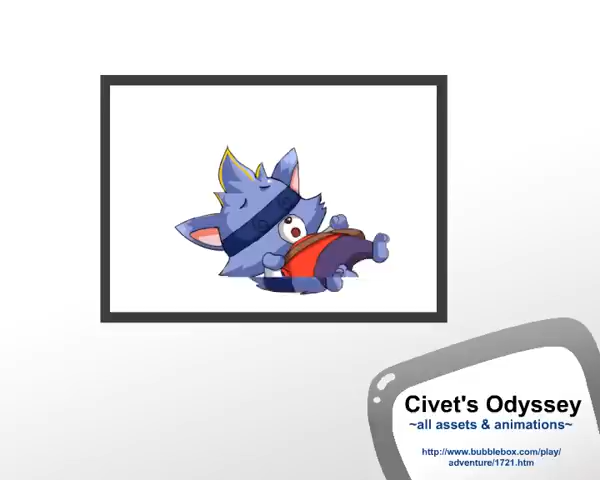 Civet's Odyssey
~all assets & animations~
http://www.bubblebox.com/play/
adventure/1721.htm